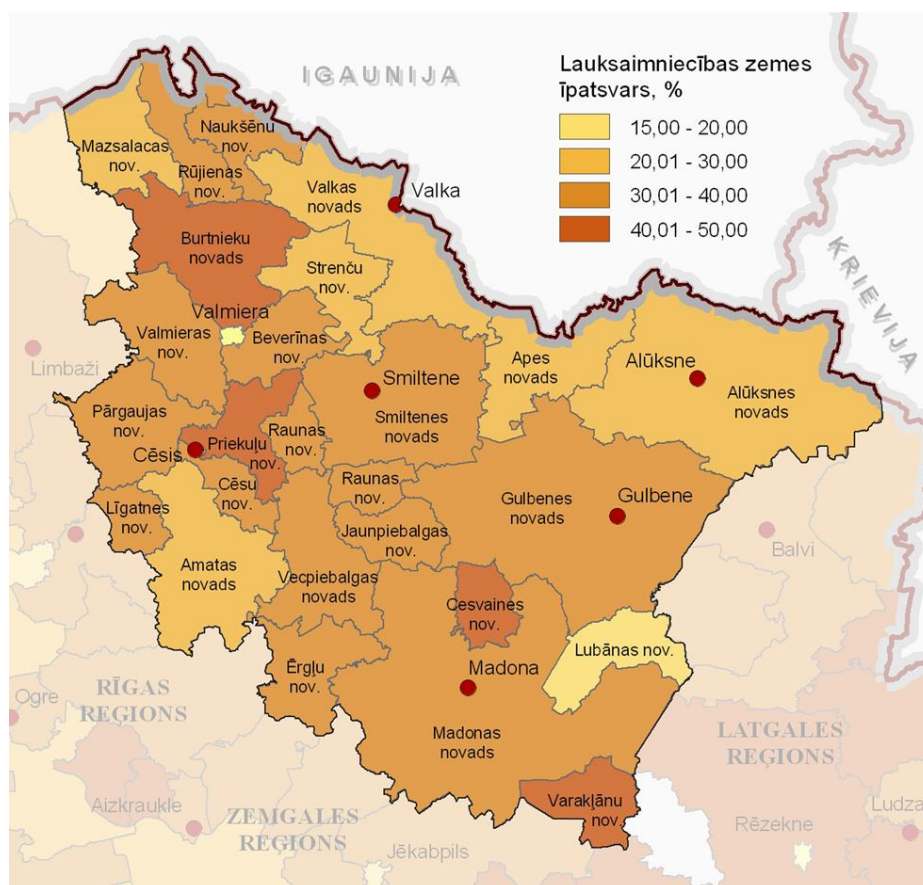 IGAUNIJA
Lauksaimniecības zemes
īpatsvars, %
15,00 - 20,00
20,01 - 30,00
30,01 - 40,00
40,01 - 50,00
KRIEVIJA
Mazsalacas
nov.
Naukšēnu
nov.
Rūjienas
nov.
Valkas
novads
Valka
Burtnieku
novads
Strenču
nov.
Valmiera
Valmieras
nov.
Beverīnas
nov.
Limbaži
Apes
novads
Alūksne
Alūksnes
novads
Smiltene
Smiltenes
novads
Pārgaujas
nov.
Cēsis
Priekuļu
nov.
Raunas
nov.
Cēsu
nov.
Raunas
nov.
Līgatnes
nov.
Jaunpiebalgas
nov.
Gulbenes
novads
Gulbene
Balvi
Amatas
novads
Vecpiebalgas
novads
Cesvaines
nov.
Lubānas nov.
Ērgļu
nov.
Madona
Madonas
novads
Ogre
RĪGAS
REGIONS
LATGALES
REGIONS
Varakļānu
nov.
Aizkraukle
ZEMGALES
REGIONS
Jēkabpils
Rēzekne
Ludza